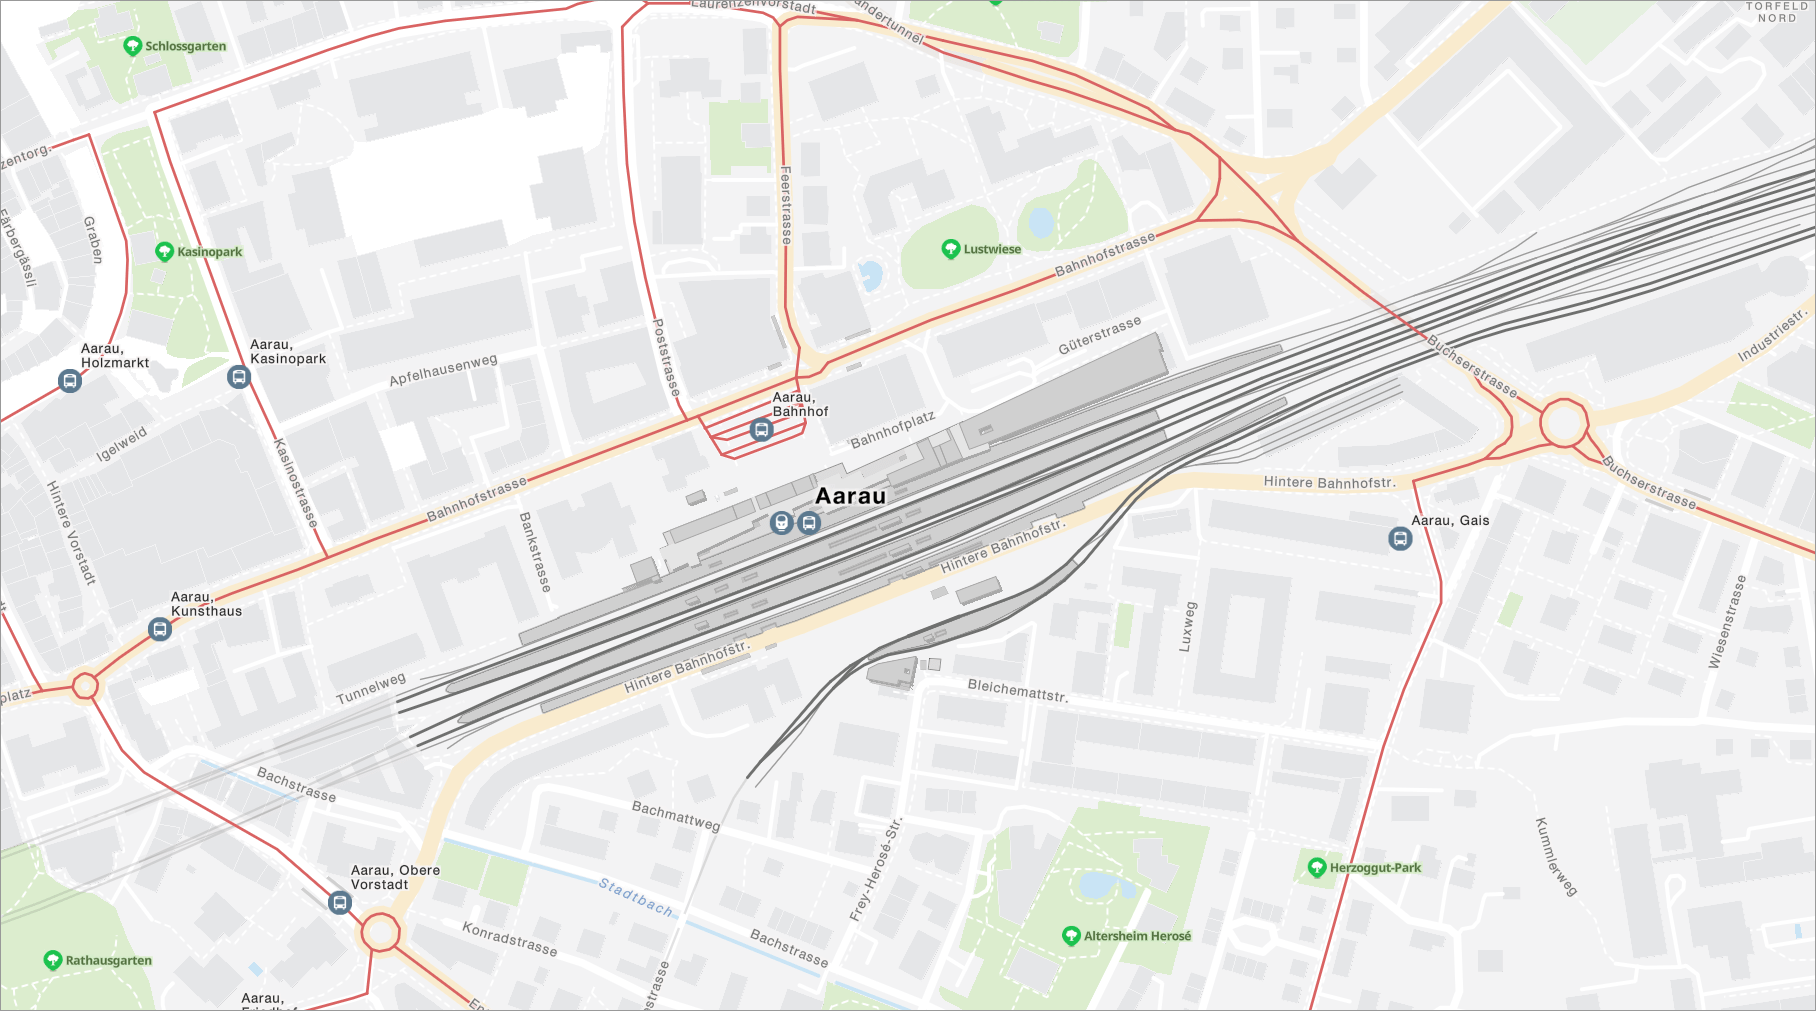 Laurenzenvorstadt
TORFELD
NORD
Schlossgarten
Graben
Färbergässli
Kasinopark
Feerstrasse
Lustwiese
Bahnhofstrasse
Aarau,
Holzmarkt
Aarau,
Kasinopark
Poststrasse
Güterstrasse
Buchserstrasse
Industriestr.
Apfelhausenweg
Aarau,
Bahnhof
Bahnhofplatz
Igelweid
Kasinostrasse
Hintere Vorstadt
Bahnhofstrasse
Bankstrasse
Aarau
Hintere Bahnhofstr.
Buchserstrasse
Aarau, Gais
Hintere Bahnhofstr.
Aarau,
Kunsthaus
Luxweg
Wiesenstrasse
Tunnelweg
Hintere Bahnhofstr.
Bleichemattstr.
platz
Bachstrasse
Bachmattweg
Frey-Herosé-Str.
Kummlerweg
Aarau, Obere
Vorstadt
Stadtbach
Herzoggut-Park
Konradstrasse
Bachstrasse
Altersheim Herosé
Rathausgarten
Aarau,